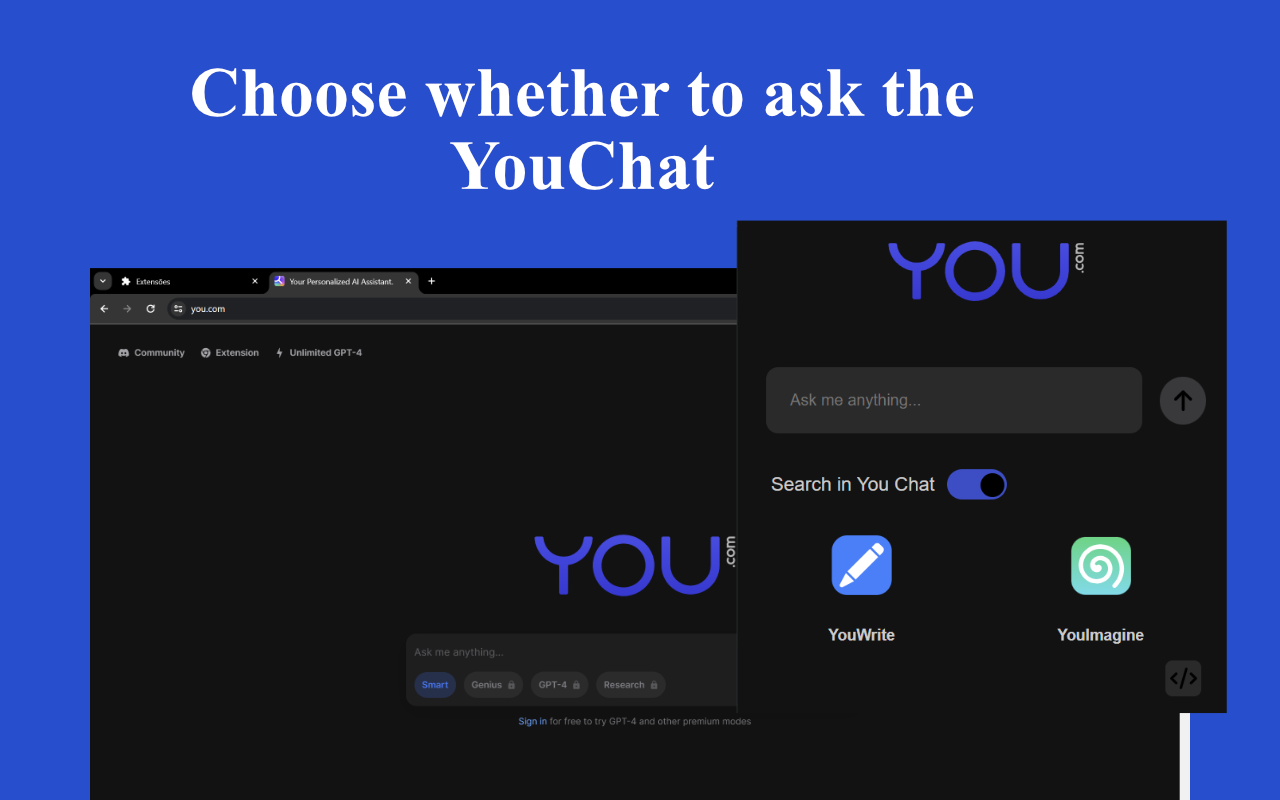 Choose whether to ask the
YouChat
Extensões
Your Personalized AI Assistant.
you.com
Community
Extension
Unlimited GPT-4
YOU.com
Ask me anything...
Smart
Genius
GPT-4
Research
Sign in for free to try GPT-4 and other premium modes
YOU.com
Ask me anything...
Search in You Chat
YouWrite
YouImagine
</>